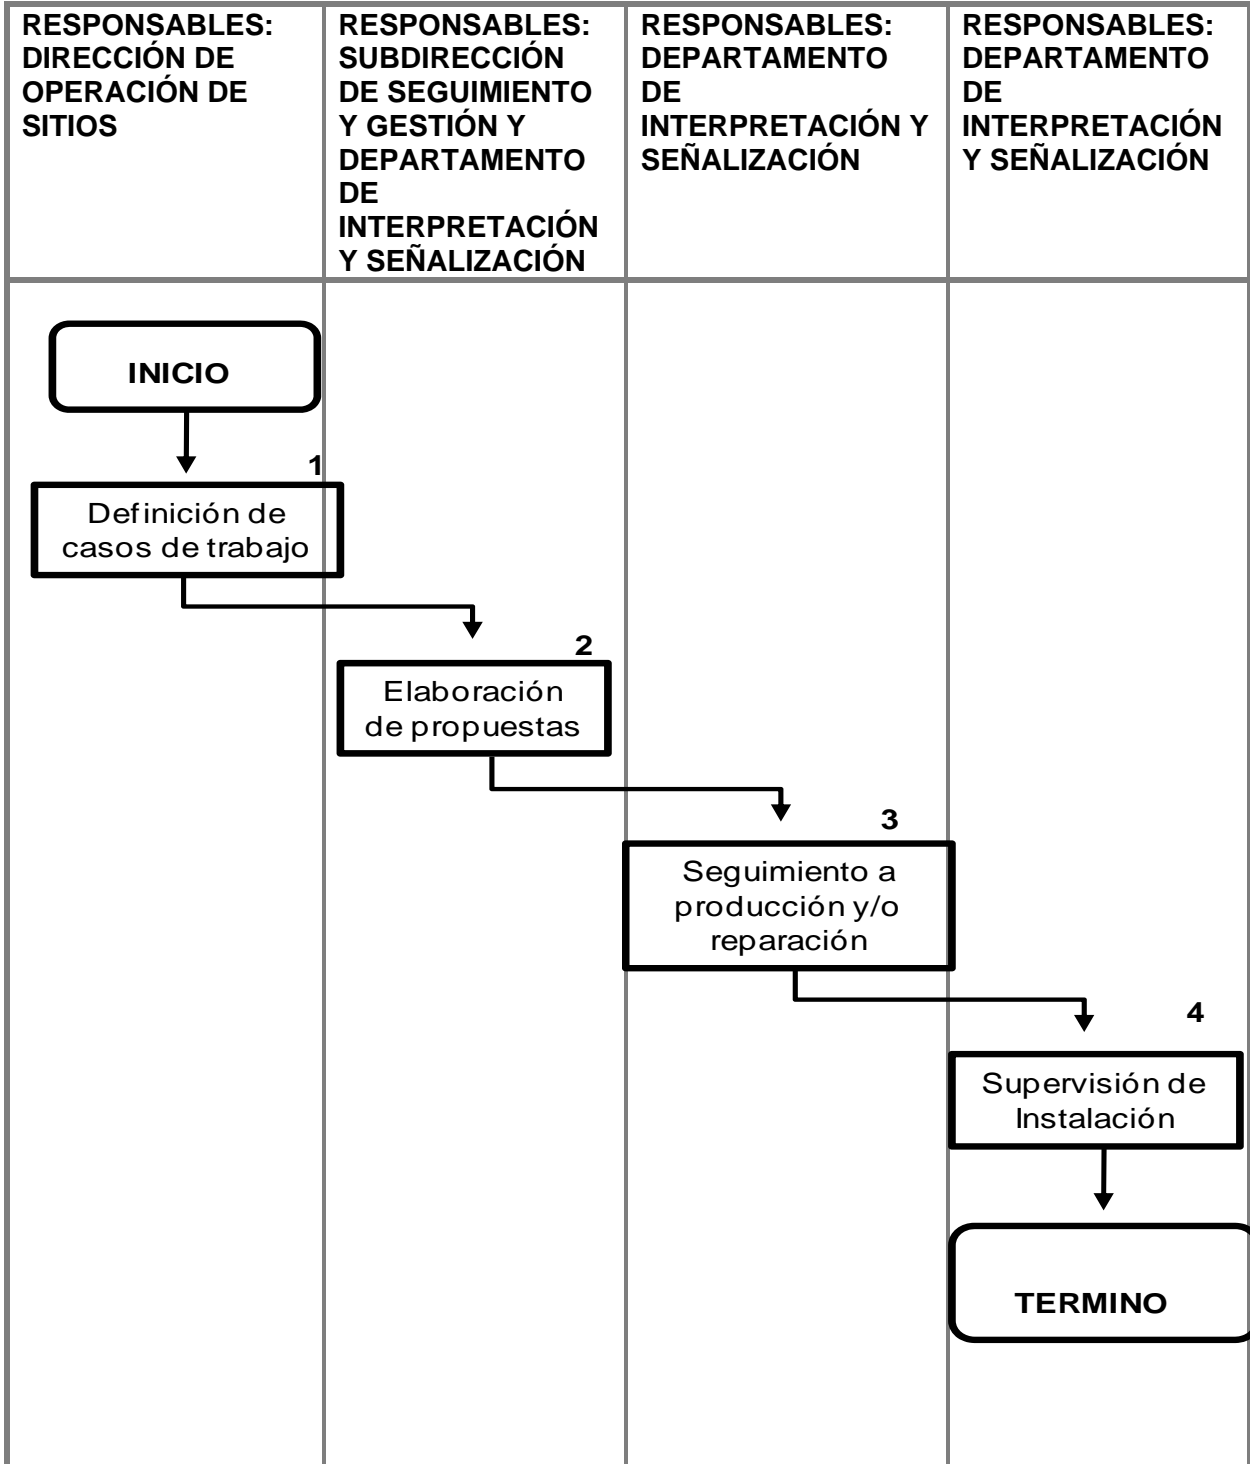 RESPONSABLES:
DIRECCIÓN DE
OPERACIÓN DE
SITIOS
RESPONSABLES:
SUBDIRECCIÓN
DE SEGUIMIENTO
Y GESTIÓN Y
DEPARTAMENTO
DE
INTERPRETACIÓN
Y SEÑALIZACIÓN
RESPONSABLES:
DEPARTAMENTO
DE
INTERPRETACIÓN Y
SEÑALIZACIÓN
RESPONSABLES:
DEPARTAMENTO
DE
INTERPRETACIÓN
Y SEÑALIZACIÓN
INICIO
1
Definición de
casos de trabajo
2
Elaboración
de propuestas
3
Seguimiento a
producción y/o
reparación
4
Supervisión de
Instalación
TERMINO